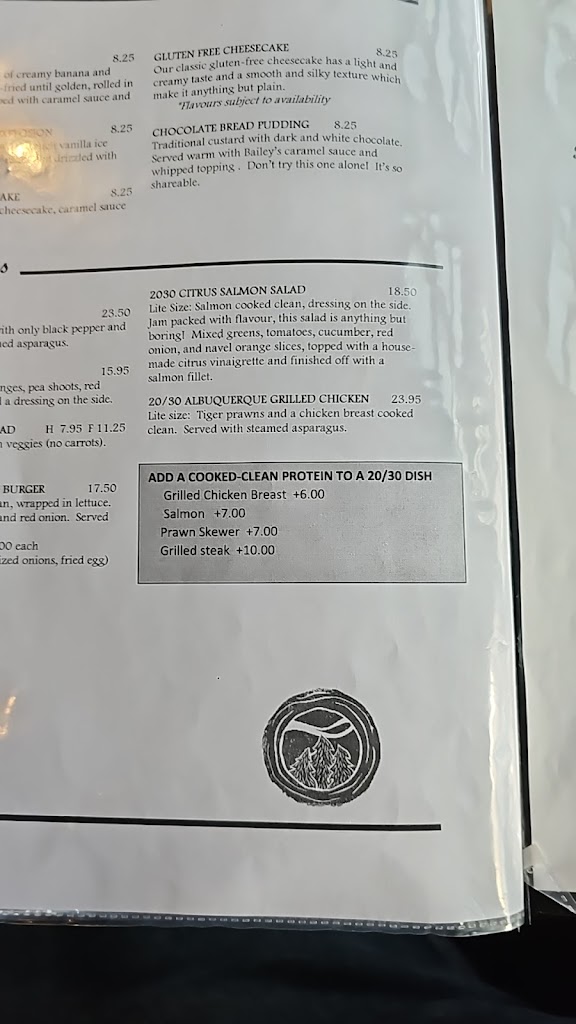 8.25
of creamy banana and
-fried until golden, rolled in
ed with caramel sauce and
8.25
vanilla ice
drizzled with
AKE 8.25
cheesecake, caramel sauce
GLUTEN FREE CHEESECAKE 8.25
Our classic gluten-free cheesecake has a light and
creamy taste and a smooth and silky texture which
make it anything but plain.
*Flavours subject to availability
CHOCOLATE BREAD PUDDING 8.25
Traditional custard with dark and white chocolate.
Served warm with Bailey's caramel sauce and
whipped topping . Don't try this one alone! It's so
shareable.
23.50
ith only black pepper and
ed asparagus.
15.95
nges, pea shoots, red
a dressing on the side.
AD H 7.95 F 11.25
veggies (no carrots).
BURGER 17.50
an, wrapped in lettuce.
and red onion. Served
00 each
ized onions, fried egg)
2030 CITRUS SALMON SALAD 18.50
Lite Size: Salmon cooked clean, dressing on the side.
Jam packed with flavour, this salad is anything but
boring! Mixed greens, tomatoes, cucumber, red
onion, and navel orange slices, topped with a house-
made citrus vinaigrette and finished off with a
salmon fillet.
20/30 ALBUQUERQUE GRILLED CHICKEN 23.95
Lite size: Tiger prawns and a chicken breast cooked
clean. Served with steamed asparagus.
ADD A COOKED-CLEAN PROTEIN TO A 20/30 DISH
Grilled Chicken Breast +6.00
Salmon +7.00
Prawn Skewer +7.00
Grilled steak +10.00